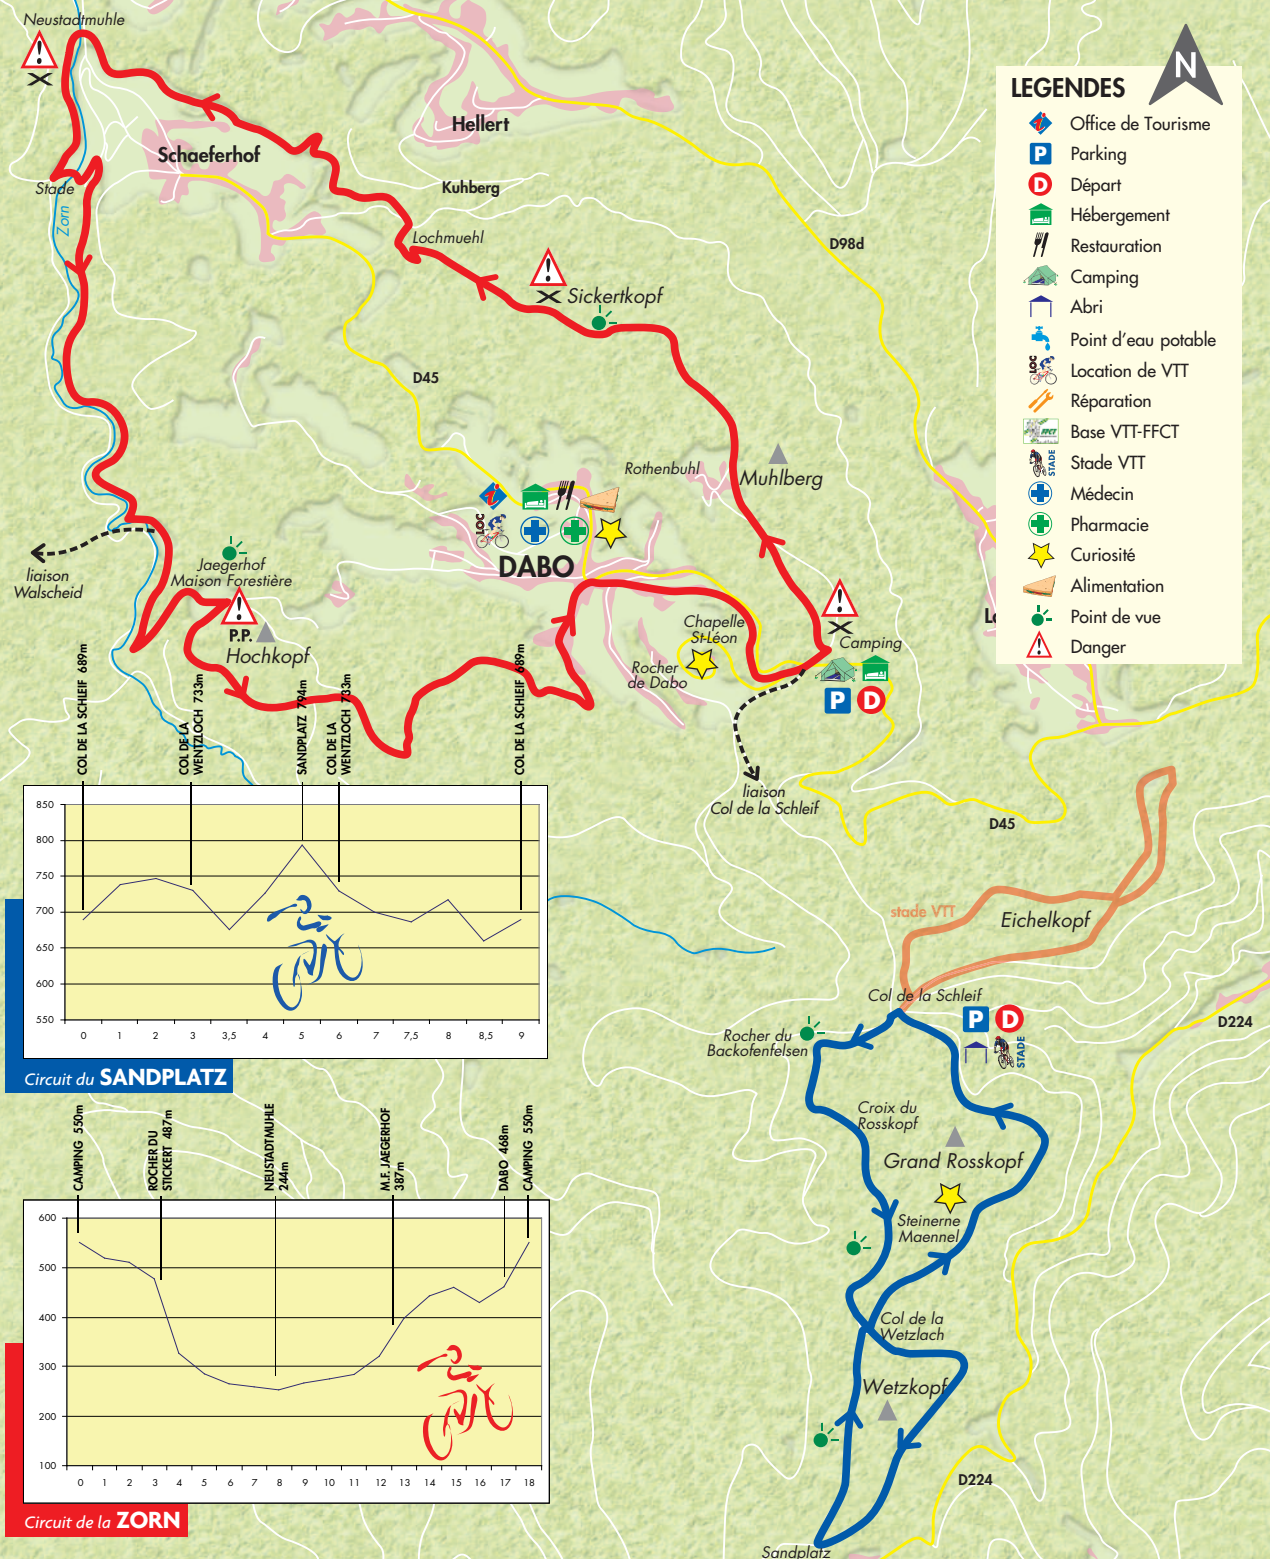 Neustadtmuhle
N
LEGENDES
Office de Tourisme
P
Parking
D
Départ
Hébergement
Restauration
Camping
Abri
Point d'eau potable
LOC
Location de VTT
Réparation
FFCT
Base VTT-FFCT
STADE
Stade VTT
Médecin
Pharmacie
Curiosité
Alimentation
Point de vue
Danger
Hellert
Schaeferhof
Kuhberg
Stade
Zorn
Lochmuehl
D98d
Sickertkopf
D45
Rothenbuhl
Muhlberg
LOC
DABO
liaison
Walscheid
Jaegerhof
Maison Forestière
P.P.
Hochkopf
Chapelle
St-Léon
Rocher
de Dabo
Camping
P
D
liaison
Col de la Schleif
D45
COL DE LA SCHLEIF 689m
COL DE LA
WENTZLOCH 733m
SANDPLATZ 794m
COL DE LA
WENTZLOCH 733m
COL DE LA SCHLEIF 689m
850
800
750
700
650
600
550
0 1 2 3 3,5 4 5 6 7 7,5 8 8,5 9
Circuit du SANDPLATZ
stade VTT
Eichelkopf
Col de la Schleif
P
D
STADE
D224
Rocher du
Backofenfelsen
Croix du
Rosskopf
Grand Rosskopf
Steinerne
Maennel
Col de la
Wetzlach
Wetzkopf
D224
Sandplatz
CAMPING 550m
ROCHER DU
STICKERT 487m
NEUSTADTMUHLE
244m
M.F. JAEGERHOF
387m
DABO 468m
CAMPING 550m
600
500
400
300
200
100
0 1 2 3 4 5 6 7 8 9 10 11 12 13 14 15 16 17 18
Circuit de la ZORN